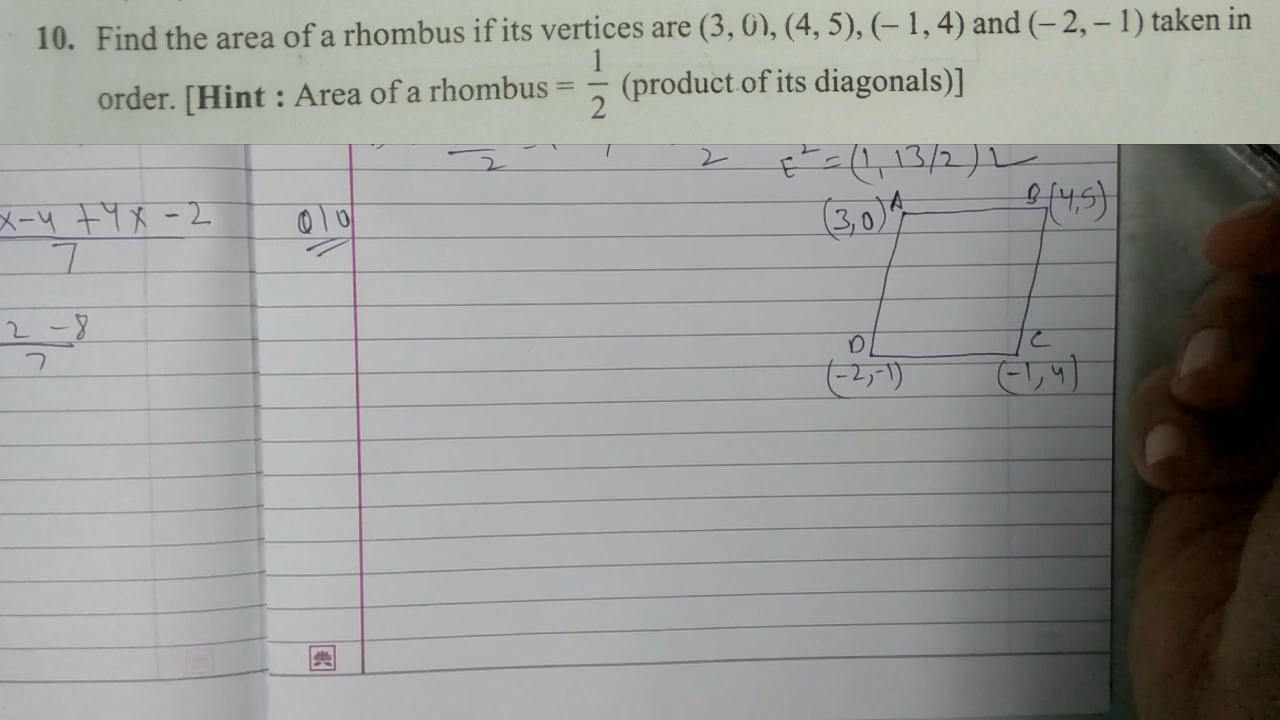 10. Find the area of a rhombus if its vertices are (3, 0), (4, 5), (– 1, 4) and (– 2, – 1) taken in
order. [Hint : Area of a rhombus = 1/2 (product of its diagonals)]
2
2
= (1, 13/2)
x-4 + 4x - 2
7
Q10
(3,0) A
B (4,5)
2 - 8
7
D
C
(-2,-1)
(-1, 4)